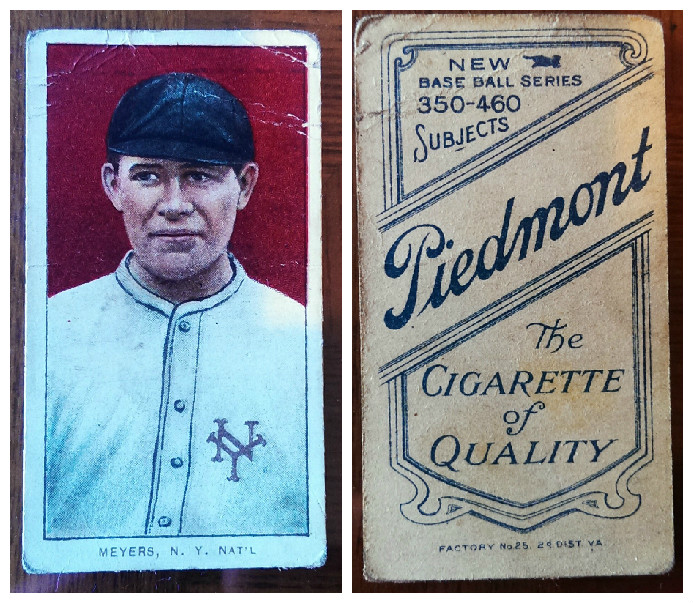 NY
MEYERS, N. Y. NAT'L
NEW
BASE BALL SERIES
350-460
SUBJECTS
Piedmont
The
CIGARETTE
of
QUALITY
FACTORY No 25, 2D DIST. VA.